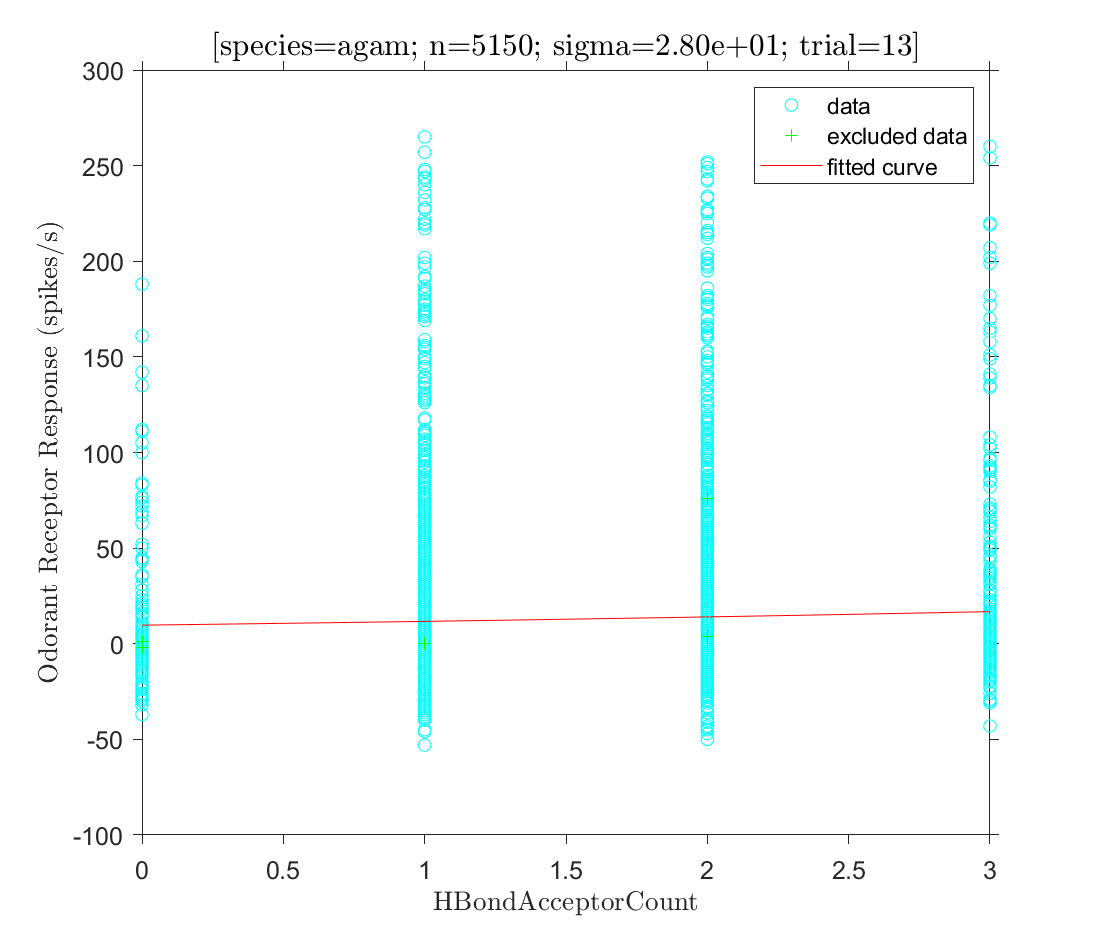 [species=agam; n=5150; sigma=2.80e+01; trial=13]
300
250
200
150
100
50
0
-50
-100
Odorant Receptor Response (spikes/s)
data
excluded data
fitted curve
0 0.5 1 1.5 2 2.5 3
HBondAcceptorCount